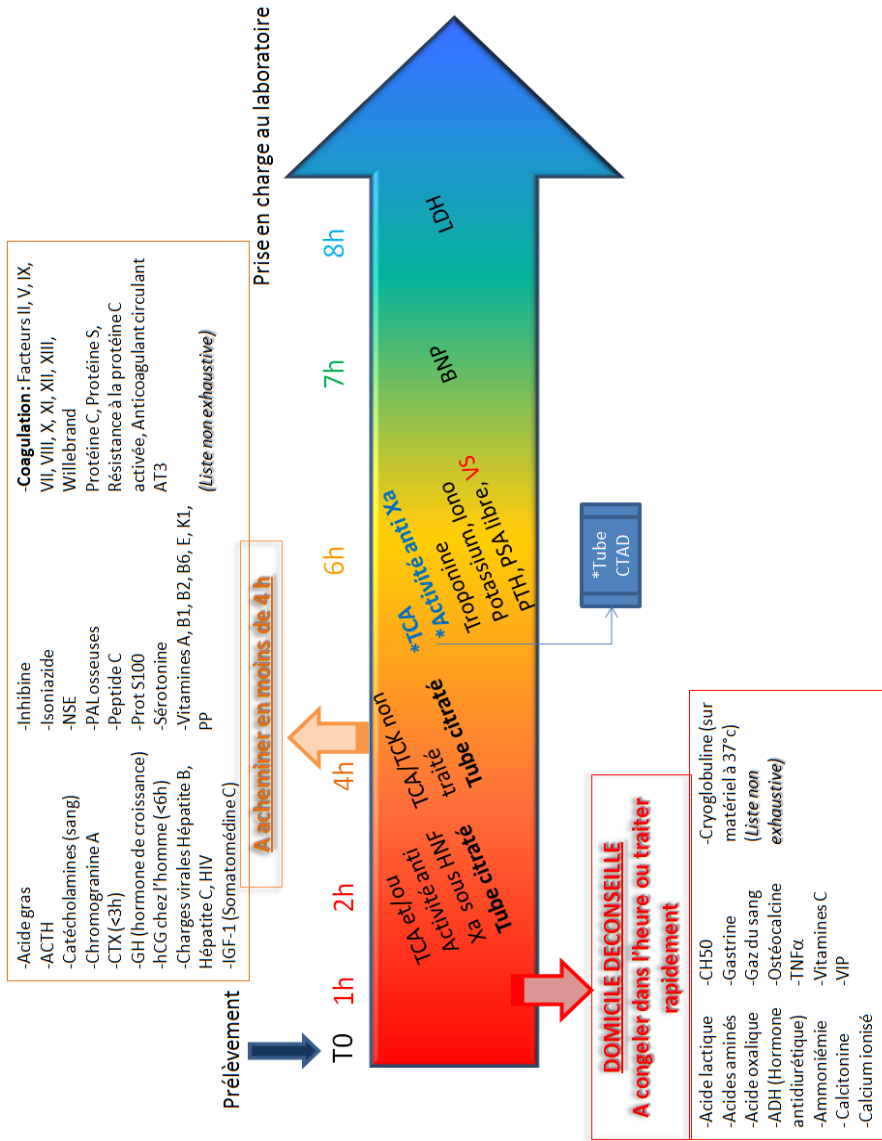 -Acide gras
-ACTH
-Catécholamines (sang)
-Chromogranine A
-CTX (<3h)
-GH (hormone de croissance)
-hCG chez l'homme (<6h)
-Charges virales Hépatite B,
Hépatite C, HIV
-IGF-1 (Somatomédine C)
-Inhibine
-Isoniazide
-NSE
-PALosseuses
-Peptide C
-Prot S100
-Sérotonine
-Vitamines A, B1, B2, B6, E, K1,
PP
-Coagulation : Facteurs II, V, IX,
VII, VIII, X, XI, XII, XIII,
Willebrand
Protéine C, Protéine S,
Résistance à la protéine C
activée, Anticoagulant circulant
AT3
(Liste non exhaustive)
A acheminer en moins de 4 h
Prélèvement
Prise en charge au laboratoire
T0
1h
2h
4h
6h
7h
8h
TCA et/ou
Activité anti
Xa sous HNF
Tube citraté
TCA/TCK non
traité
Tube citraté
*TCA
*Activité anti Xa
Troponine
Potassium, Iono
PTH, PSA libre, VS
BNP
LDH
*Tube
CTAD
DOMICILE DECONSEILLE
A congeler dans l'heure ou traiter
rapidement
-Acide lactique
-Acides aminés
-Acide oxalique
-ADH (Hormone
antidiurétique)
-Ammoniémie
- Calcitonine
-Calcium ionisé
-CH50
-Gastrine
-Gaz du sang
-Ostéocalcine
-TNFα
-Vitamines C
-VIP
-Cryoglobuline (sur
matériel à 37°c)
(Liste non
exhaustive)